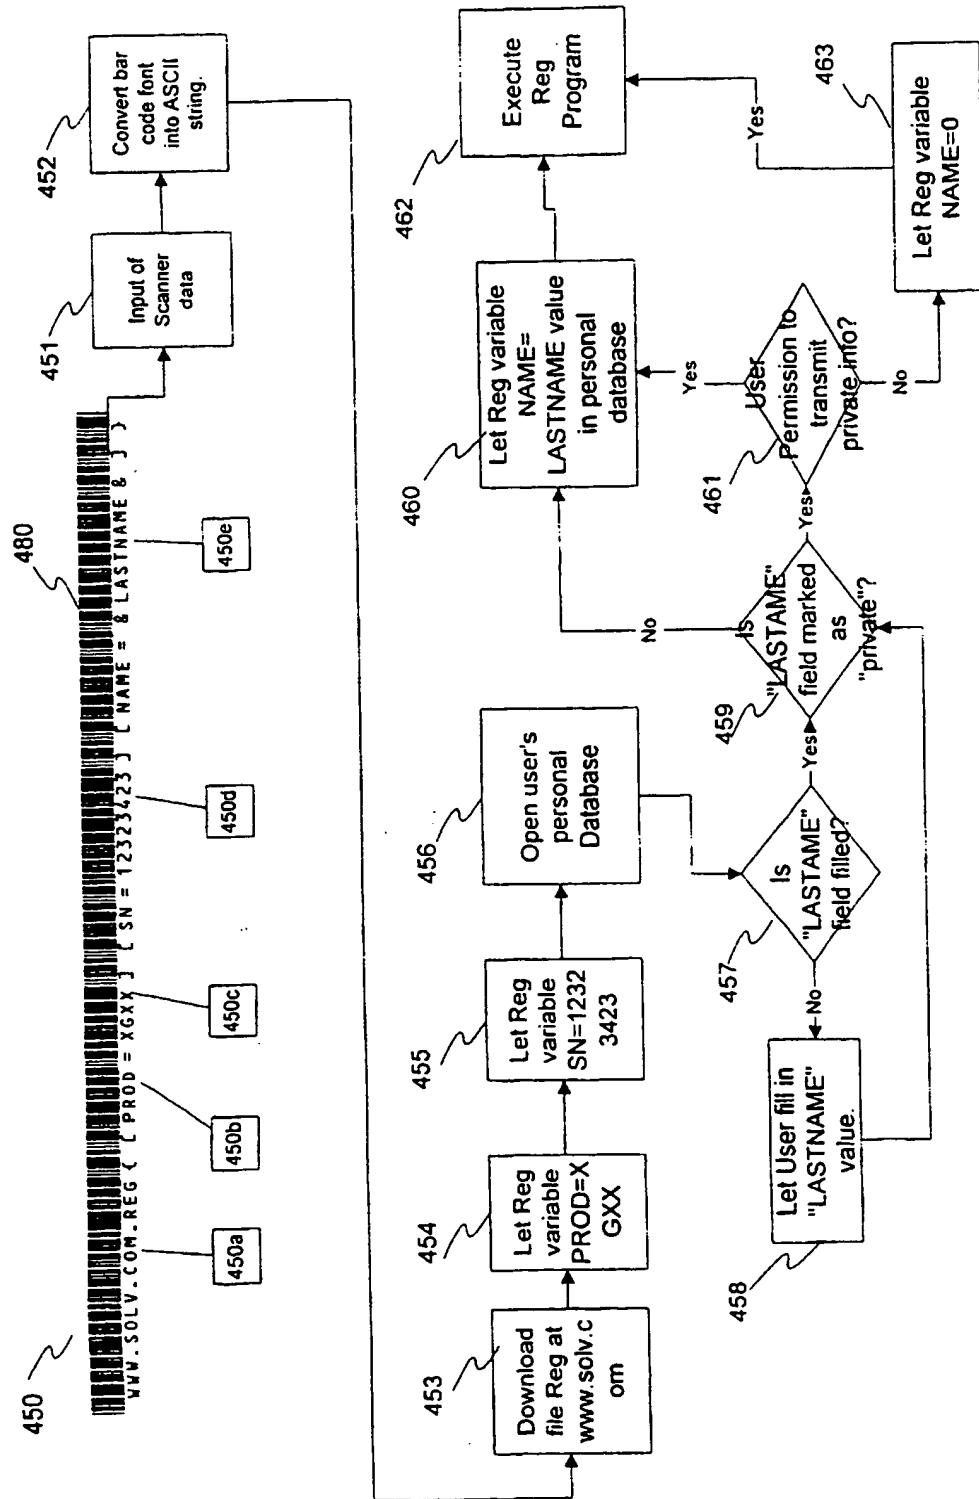 450
480
WWW.SOLV.COM.REG { [ PROD = XGXX ] [ SN = 12323423 ] [ NAME = & LASTNAME & ] }
450a
450b
450c
450d
450e
451
Input of
Scanner
data
452
Convert bar
code font
into ASCII
string.
453
Download
file Reg at
www.solv.c
om
454
Let Reg
variable
PROD=X
GXX
455
Let Reg
variable
SN=1232
3423
456
Open user's
personal
Database
457
Is
"LASTAME"
field filled?
No
Yes
458
Let User fill in
"LASTNAME"
value.
459
Is
"LASTAME"
field marked
as
"private"?
No
Yes
460
Let Reg variable
NAME=
LASTNAME value
in personal
database
461
User
Permission to
transmit
private info?
Yes
No
462
Execute
Reg
Program
Yes
463
Let Reg variable
NAME=0